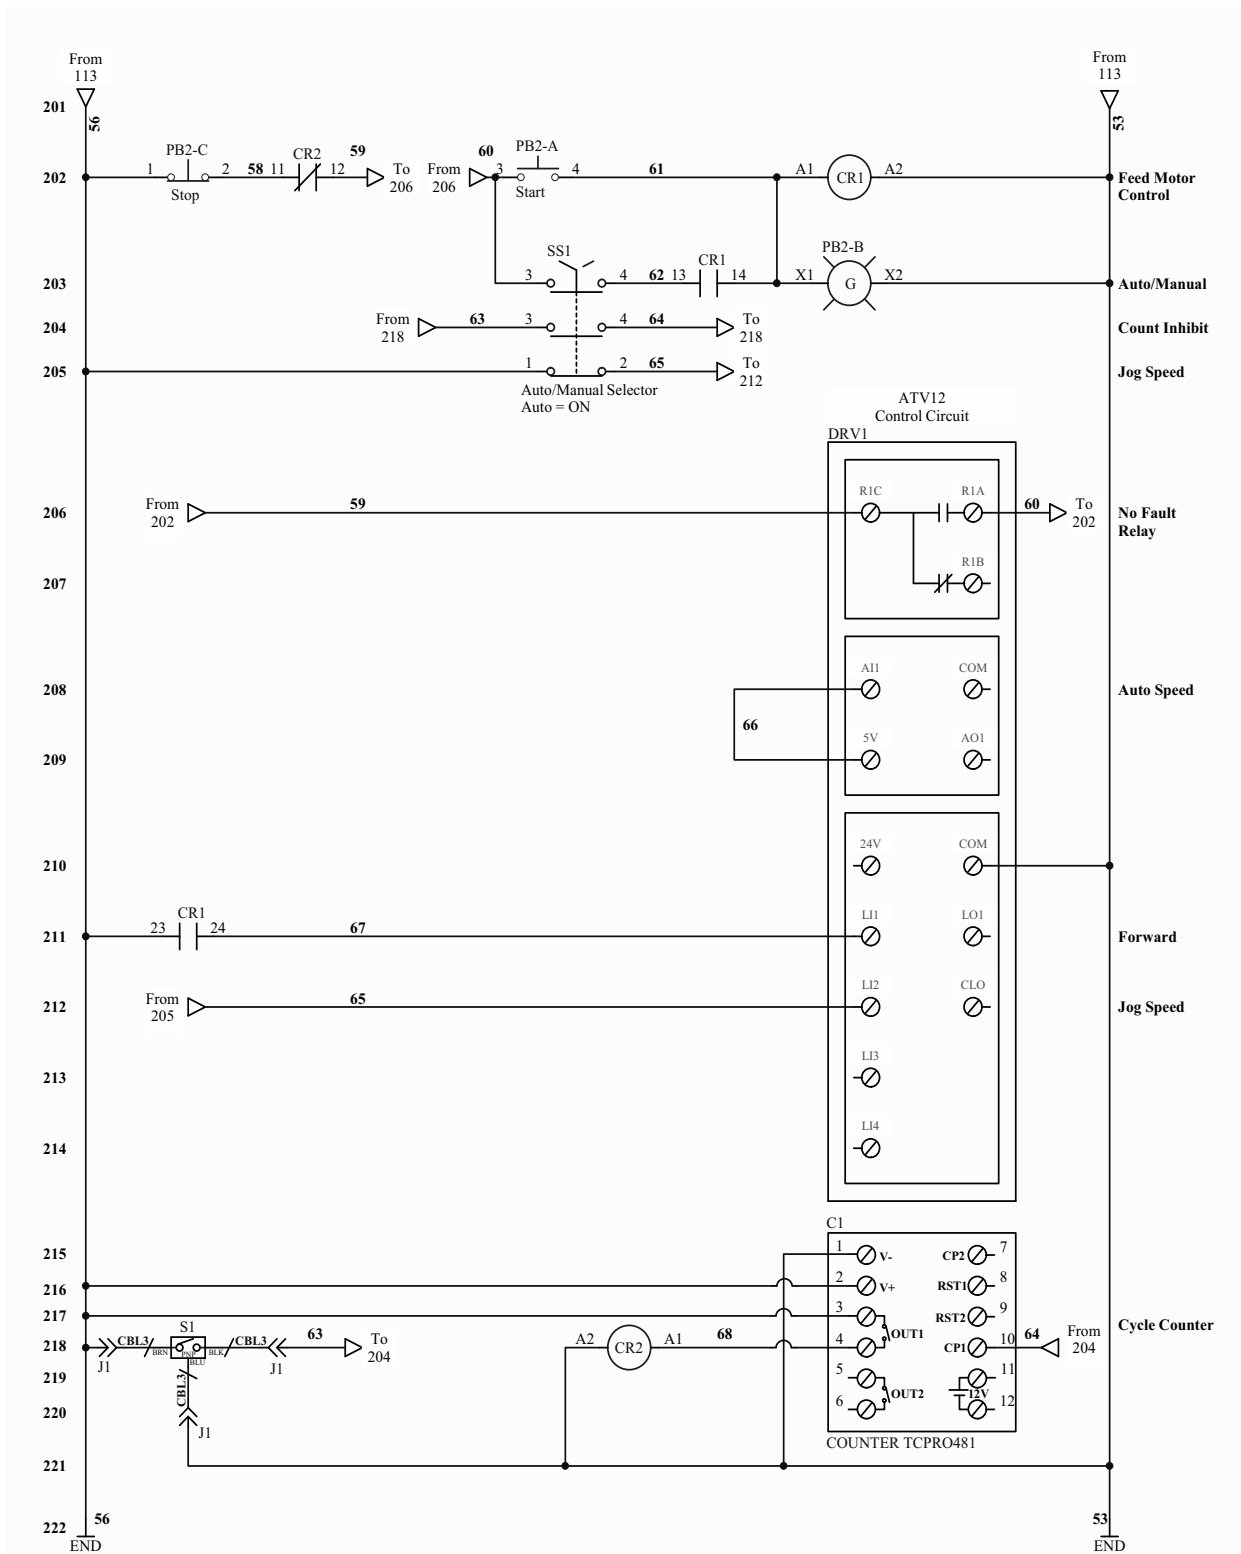 From
113
From
113
201
56
53
PB2-C
CR2
59
60
PB2-A
1
2
58
11
12
To
206
From
206
3
4
61
A1
CR1
A2
202
Stop
Start
Feed Motor
Control
SS1
CR1
PB2-B
203
3
4
62
13
14
X1
G
X2
Auto/Manual
204
From
218
63
3
4
64
To
218
Count Inhibit
205
1
2
65
To
212
Jog Speed
Auto/Manual Selector
Auto = ON
ATV12
Control Circuit
DRV1
R1C
R1A
206
From
202
59
60
To
202
No Fault
Relay
R1B
207
AI1
COM
208
Auto Speed
66
5V
AO1
209
24V
COM
210
CR1
LI1
LO1
23
24
67
211
Forward
LI2
CLO
212
From
205
65
Jog Speed
LI3
213
LI4
214
C1
215
1
V-
CP2
7
216
2
V+
RST1
8
217
3
OUT1
RST2
9
Cycle Counter
S1
218
CBL3
BRN
PNP
BLU
BLK
CBL3
63
To
204
J1
J1
A2
CR2
A1
68
4
CP1
10
64
From
204
219
CBL3
5
OUT2
11
12V
220
J1
6
12
COUNTER TCPRO481
221
56
53
222
END
END